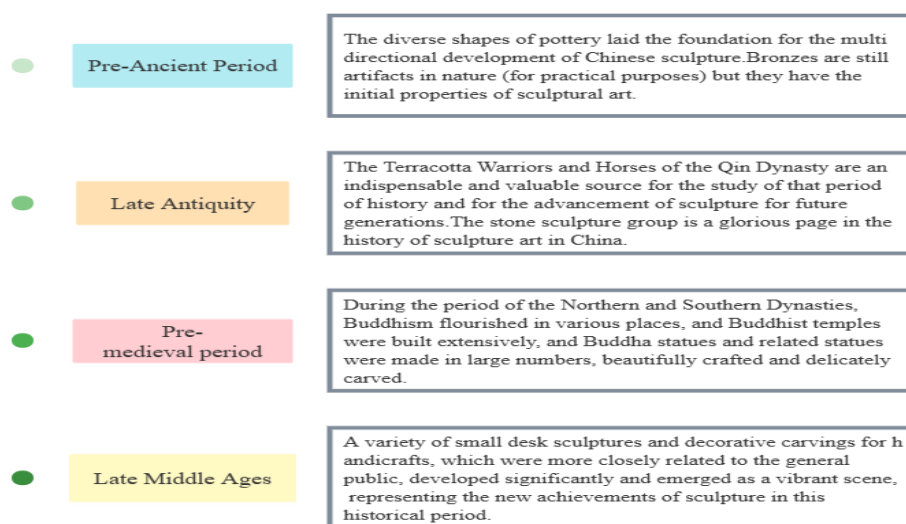 Pre-Ancient Period
The diverse shapes of pottery laid the foundation for the multi
directional development of Chinese sculpture.Bronzes are still
artifacts in nature (for practical purposes) but they have the
initial properties of sculptural art.
Late Antiquity
The Terracotta Warriors and Horses of the Qin Dynasty are an
indispensable and valuable source for the study of that period
of history and for the advancement of sculpture for future
generations.The stone sculpture group is a glorious page in the
history of sculpture art in China.
Pre-
medieval period
During the period of the Northern and Southern Dynasties,
Buddhism flourished in various places, and Buddhist temples
were built extensively, and Buddha statues and related statues
were made in large numbers, beautifully crafted and delicately
carved.
Late Middle Ages
A variety of small desk sculptures and decorative carvings for h
andicrafts, which were more closely related to the general
public, developed significantly and emerged as a vibrant scene,
representing the new achievements of sculpture in this
historical period.